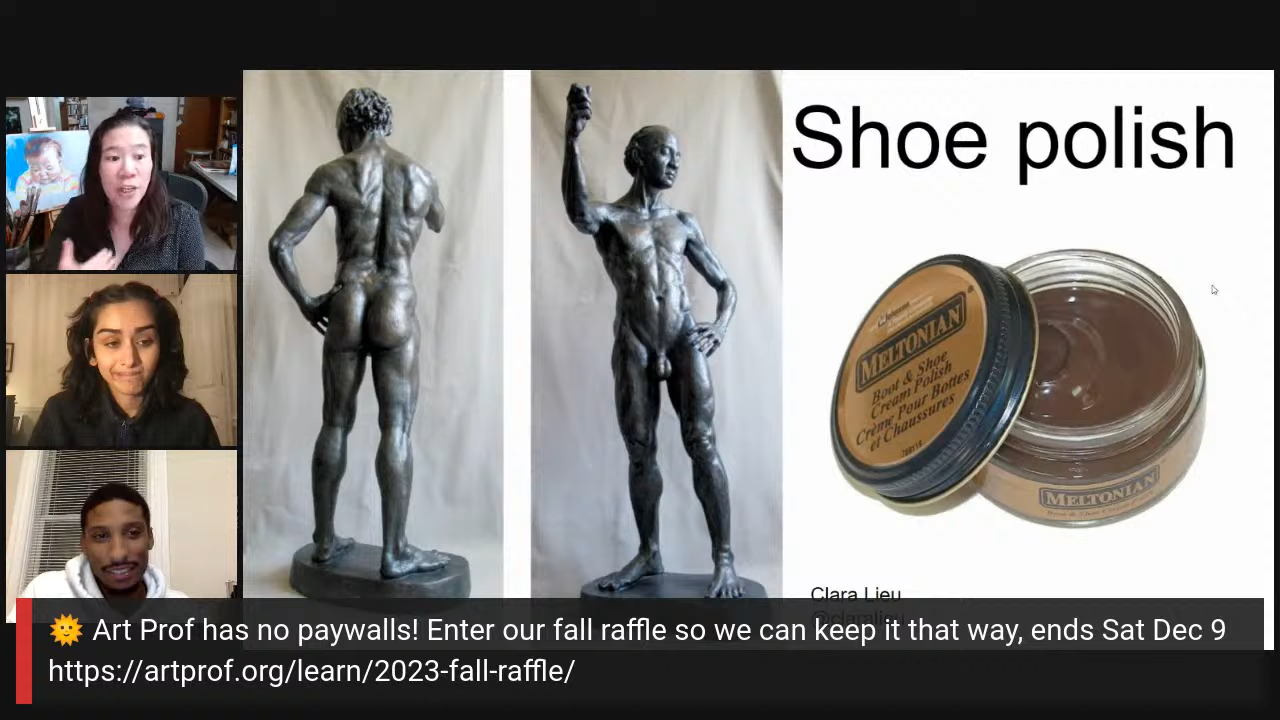 Shoe polish
MELTONIAN
Boot & Shoe
Cream Polish
Crème Pour Bottes
et Chaussures
MELTONIAN
Clara Lieu
@claralieu
🌞 Art Prof has no paywalls! Enter our fall raffle so we can keep it that way, ends Sat Dec 9
https://artprof.org/learn/2023-fall-raffle/